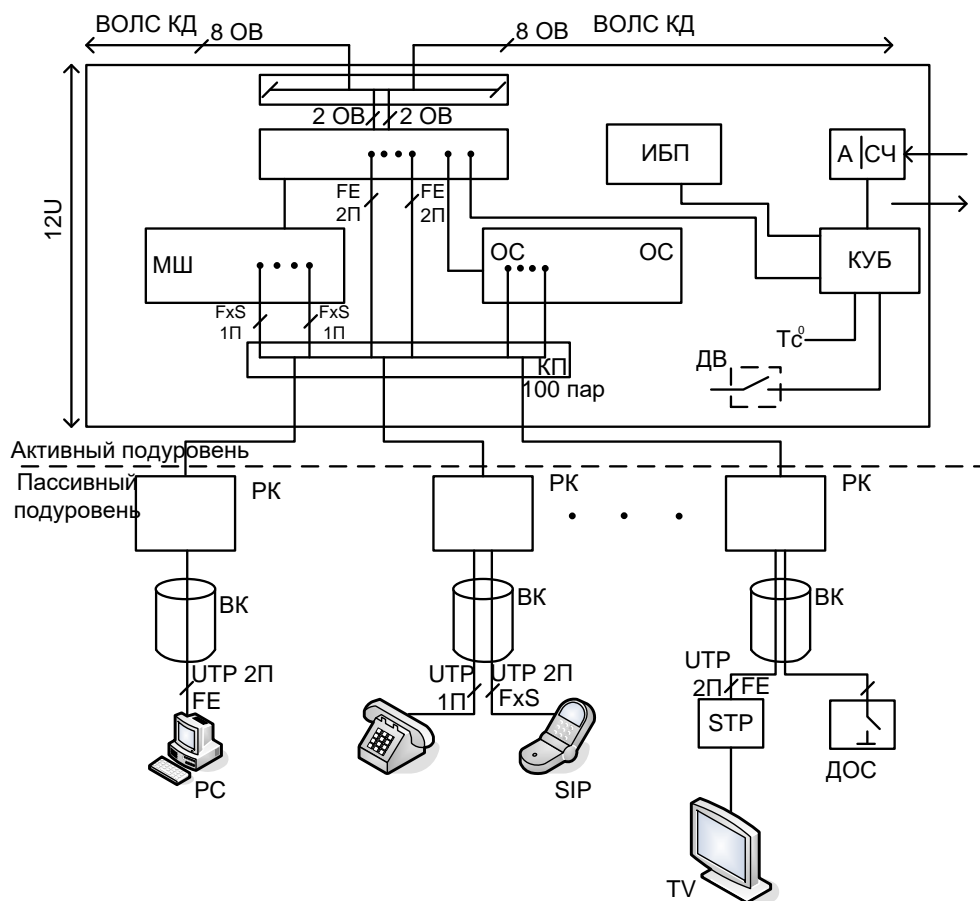 ВОЛС КД
8 ОВ
8 ОВ
ВОЛС КД
12U
2 ОВ
2 ОВ
ИБП
А |СЧ
FE
2П
FE
2П
МШ
ОС
ОС
КУБ
FxS
1П
FxS
1П
Tc⁰
КП
100 пар
ДВ
Активный подуровень
Пассивный
подуровень
РК
РК
РК
ВК
ВК
ВК
UTP 2П
FE
UTP
1П
UTP 2П
FxS
UTP
2П
FE
STP
PC
SIP
ДОС
TV